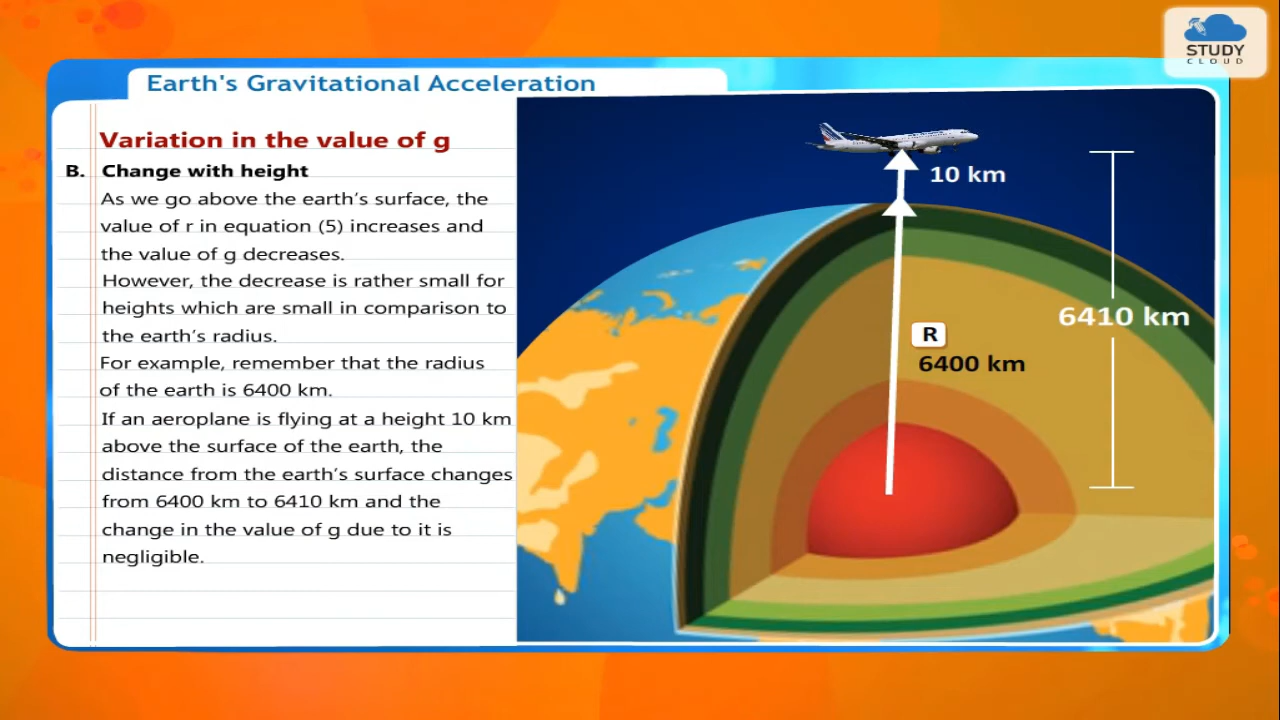 STUDY
CLOUD
Earth's Gravitational Acceleration
Variation in the value of g
B. Change with height
As we go above the earth's surface, the
value of r in equation (5) increases and
the value of g decreases.
However, the decrease is rather small for
heights which are small in comparison to
the earth's radius.
For example, remember that the radius
of the earth is 6400 km.
If an aeroplane is flying at a height 10 km
above the surface of the earth, the
distance from the earth's surface changes
from 6400 km to 6410 km and the
change in the value of g due to it is
negligible.
10 km
6410 km
R
6400 km